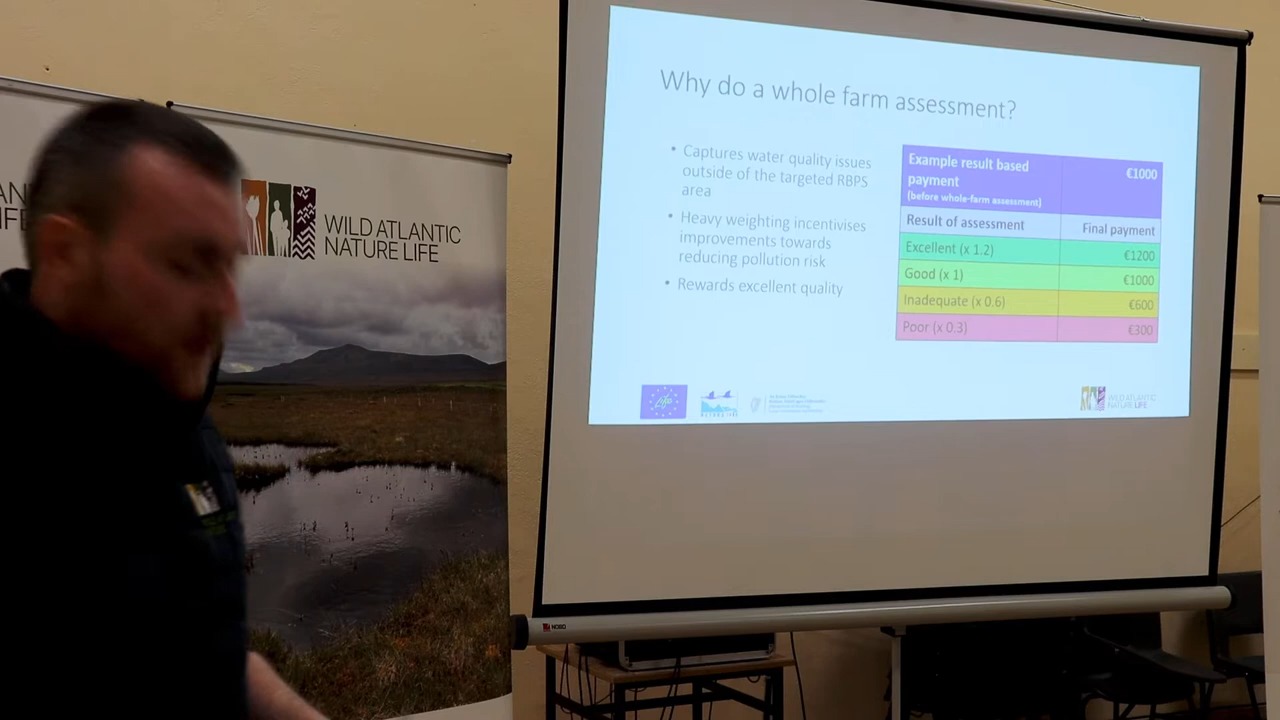 Why do a whole farm assessment?
• Captures water quality issues
outside of the targeted RBPS
area
• Heavy weighting incentivises
improvements towards
reducing pollution risk
• Rewards excellent quality
Example result based €1000
payment
(before whole-farm assessment)
Result of assessment Final payment
Excellent (x 1.2) €1200
Good (x 1) €1000
Inadequate (x 0.6) €600
Poor (x 0.3) €300
WILD ATLANTIC
NATURE LIFE
WILD ATLANTIC
NATURE LIFE
NOBO